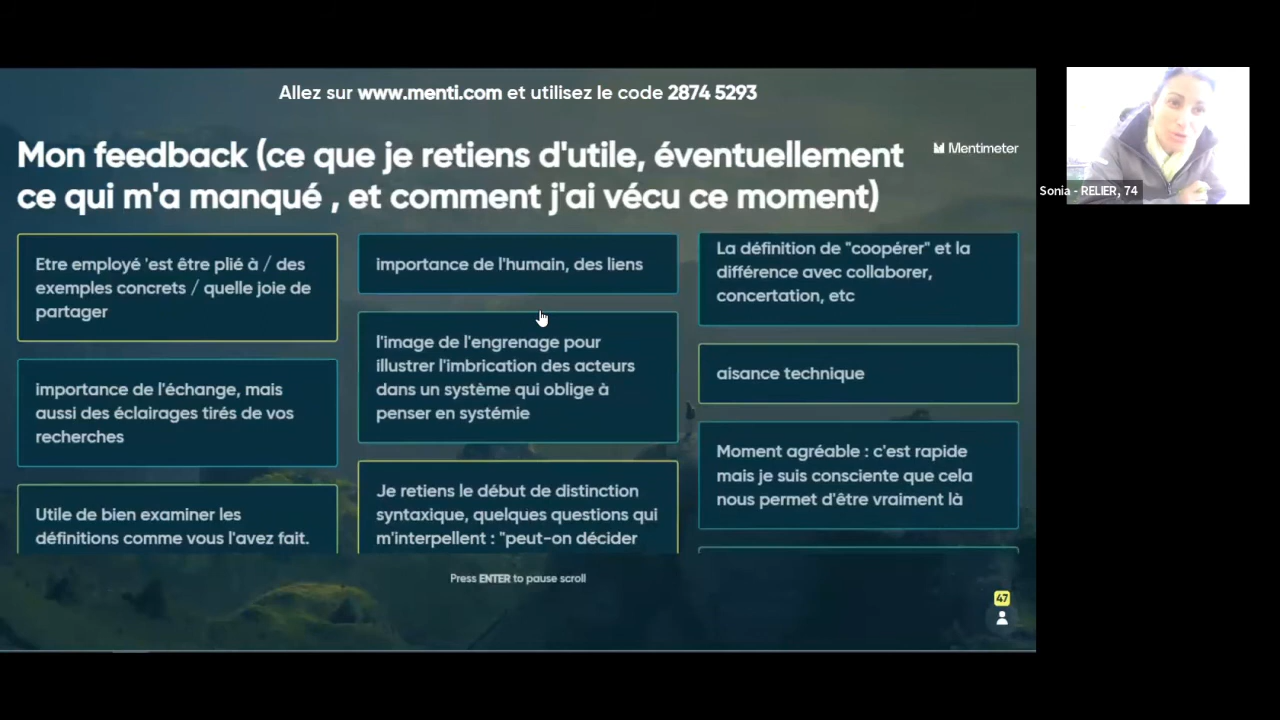 Allez sur www.menti.com et utilisez le code 2874 5293
Mon feedback (ce que je retiens d'utile, éventuellement
ce qui m'a manqué , et comment j'ai vécu ce moment)
Mentimeter
Sonia - RELIER, 74
Etre employé 'est être plié à / des
exemples concrets / quelle joie de
partager
importance de l'échange, mais
aussi des éclairages tirés de vos
recherches
Utile de bien examiner les
définitions comme vous l'avez fait.
importance de l'humain, des liens
l'image de l'engrenage pour
illustrer l'imbrication des acteurs
dans un système qui oblige à
penser en systémie
Je retiens le début de distinction
syntaxique, quelques questions qui
m'interpellent : "peut-on décider
La définition de "coopérer" et la
différence avec collaborer,
concertation, etc
aisance technique
Moment agréable : c'est rapide
mais je suis consciente que cela
nous permet d'être vraiment là
Press ENTER to pause scroll
47